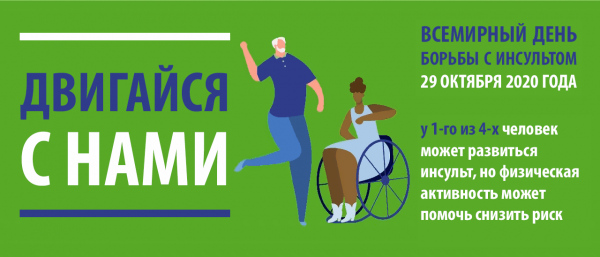 ДВИГАЙСЯ
С НАМИ
ВСЕМИРНЫЙ ДЕНЬ
БОРЬБЫ С ИНСУЛЬТОМ
29 ОКТЯБРЯ 2020 ГОДА
у 1-го из 4-х человек
может развиться
инсульт, но физическая
активность может
помочь снизить риск